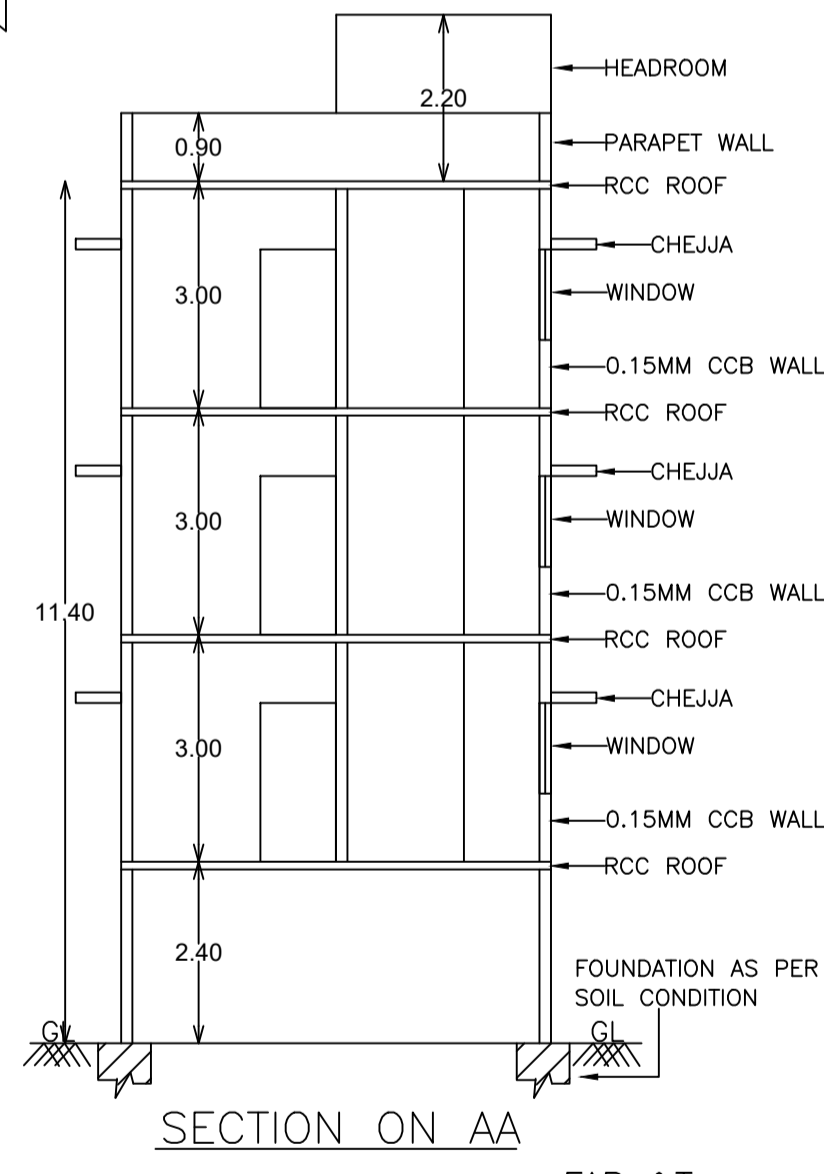 HEADROOM
2.20
PARAPET WALL
0.90
RCC ROOF
CHEJJA
3.00
WINDOW
0.15MM CCB WALL
RCC ROOF
CHEJJA
3.00
WINDOW
0.15MM CCB WALL
11.40
RCC ROOF
CHEJJA
3.00
WINDOW
0.15MM CCB WALL
RCC ROOF
2.40
FOUNDATION AS PER
SOIL CONDITION
GL
GL
SECTION ON AA